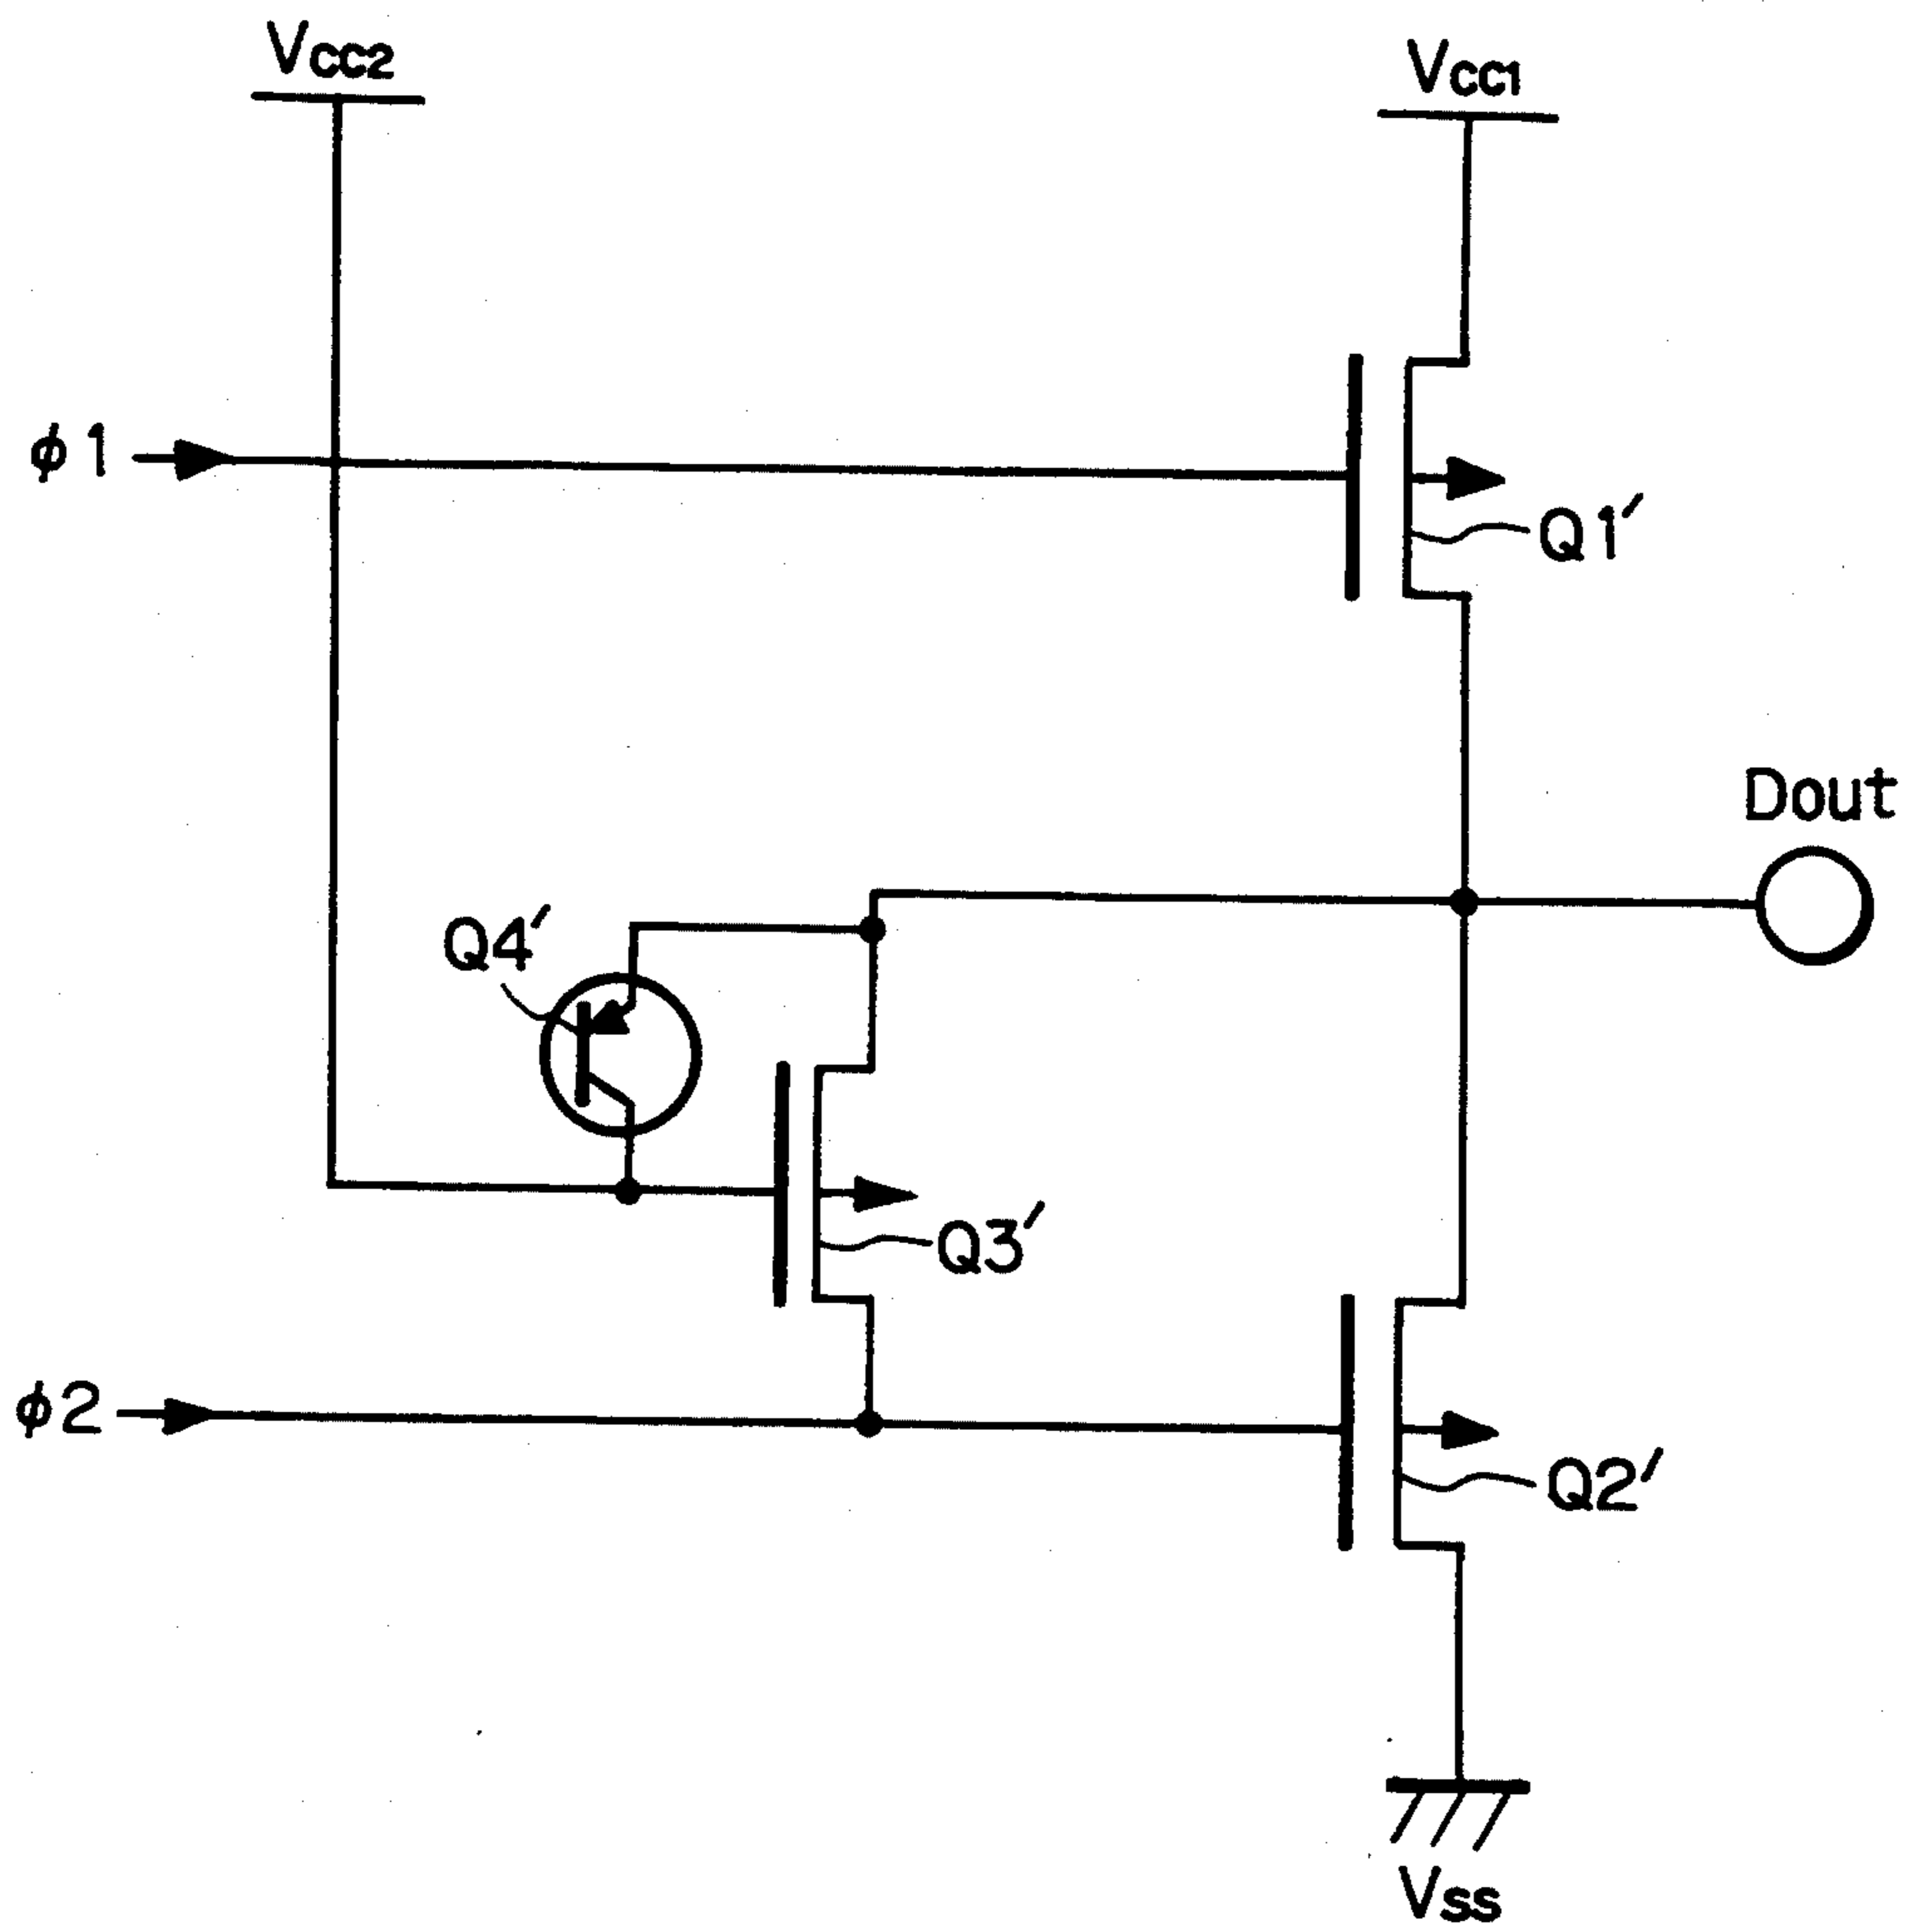 Vcc2
Vcc1
φ1
Q1'
Dout
Q4'
Q3'
φ2
Q2'
Vss